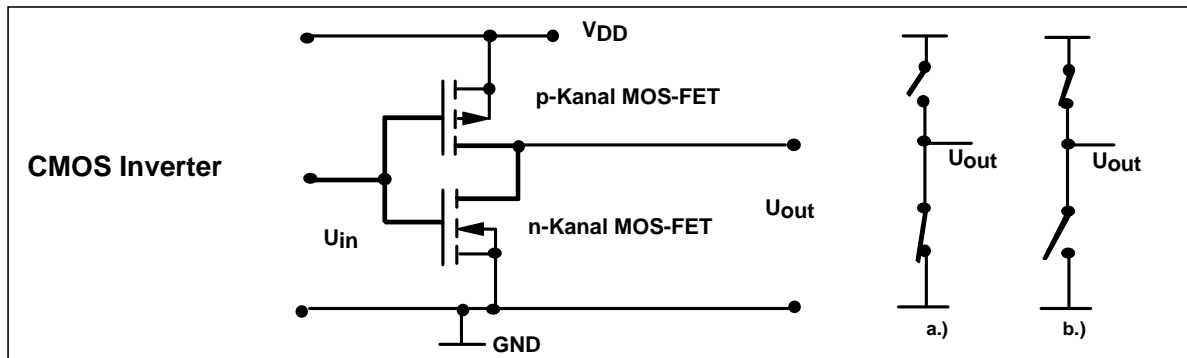 VDD
p-Kanal MOS-FET
CMOS Inverter
Uin
n-Kanal MOS-FET
Uout
GND
Uout
a.)
Uout
b.)